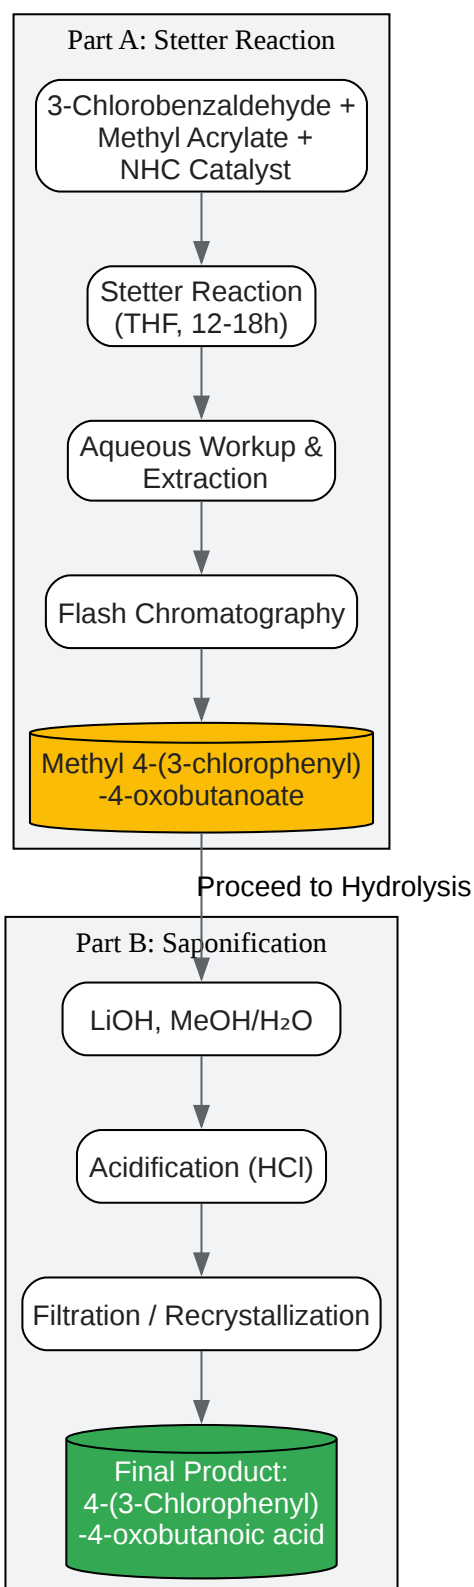 Part A: Stetter Reaction
3-Chlorobenzaldehyde +
Methyl Acrylate +
NHC Catalyst
Stetter Reaction
(THF, 12-18h)
Aqueous Workup &
Extraction
Flash Chromatography
Methyl 4-(3-chlorophenyl)
-4-oxobutanoate
Proceed to Hydrolysis
Part B: Saponification
LiOH, MeOH/H₂O
Acidification (HCl)
Filtration / Recrystallization
Final Product:
4-(3-Chlorophenyl)
-4-oxobutanoic acid